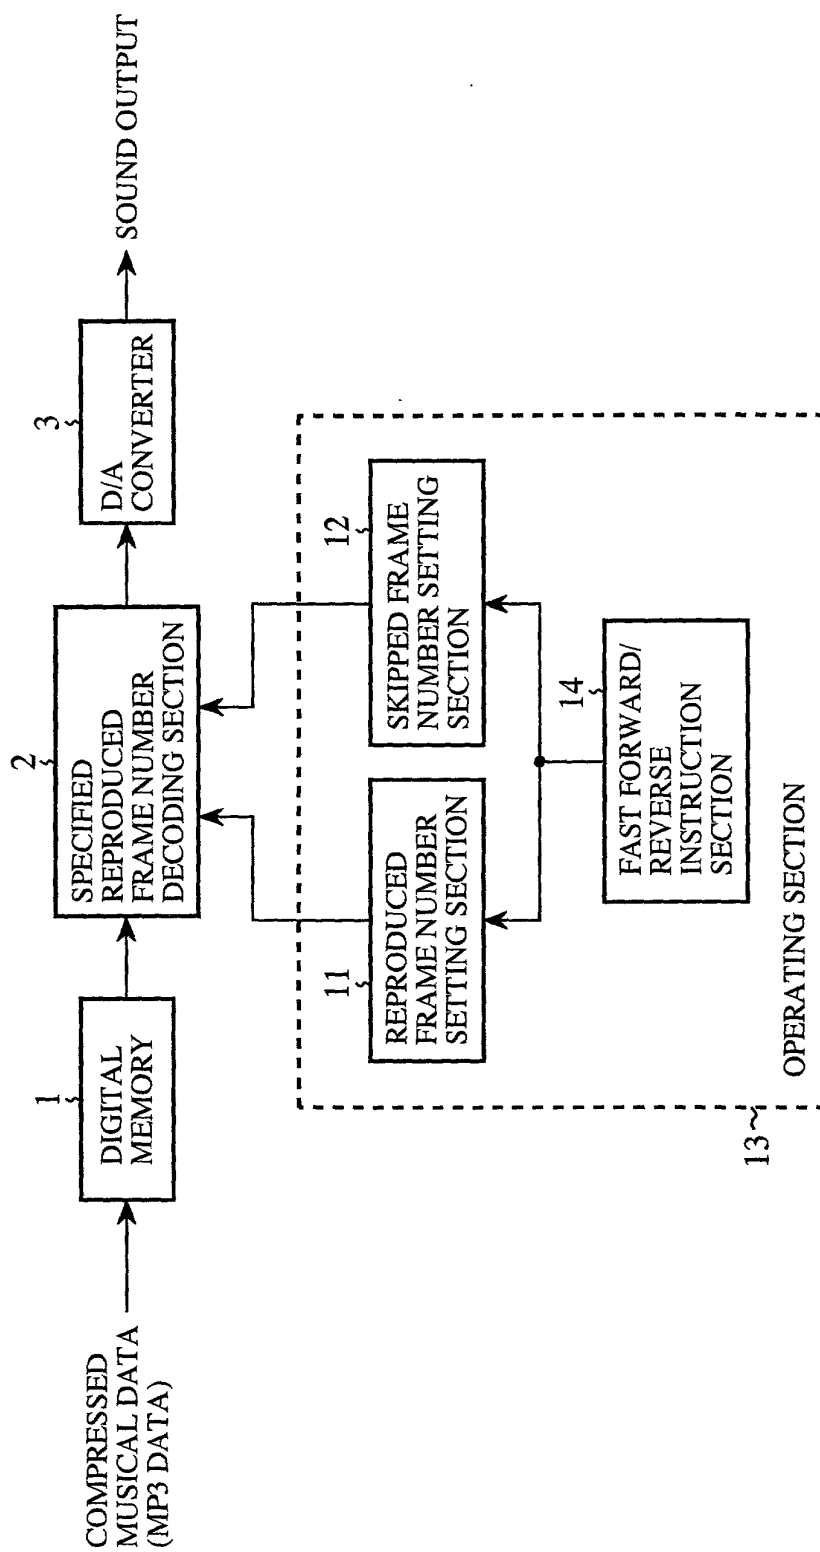 COMPRESSED
MUSICAL DATA
(MP3 DATA)
1
DIGITAL
MEMORY
2
SPECIFIED
REPRODUCED
FRAME NUMBER
DECODING SECTION
3
D/A
CONVERTER
SOUND OUTPUT
11
REPRODUCED
FRAME NUMBER
SETTING SECTION
12
SKIPPED FRAME
NUMBER SETTING
SECTION
14
FAST FORWARD/
REVERSE
INSTRUCTION
SECTION
13
OPERATING SECTION